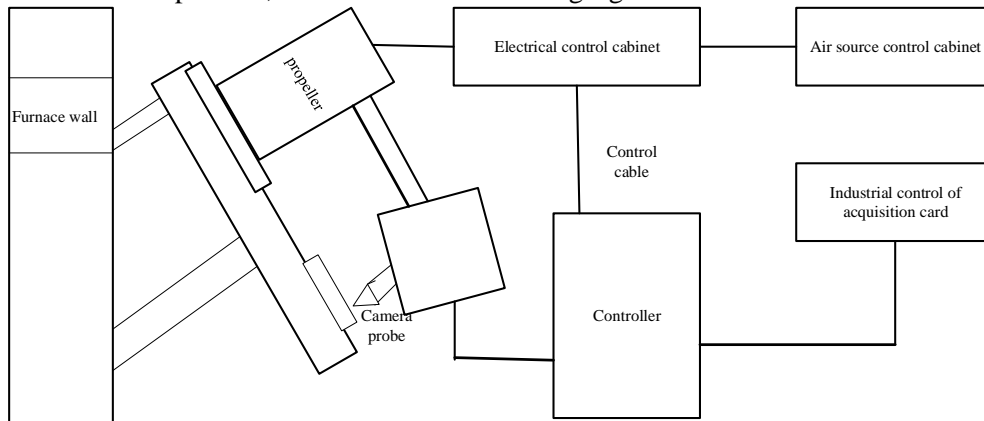 Electrical control cabinet
Air source control cabinet
propeller
Furnace wall
Control
cable
Industrial control of
acquisition card
Camera
probe
Controller